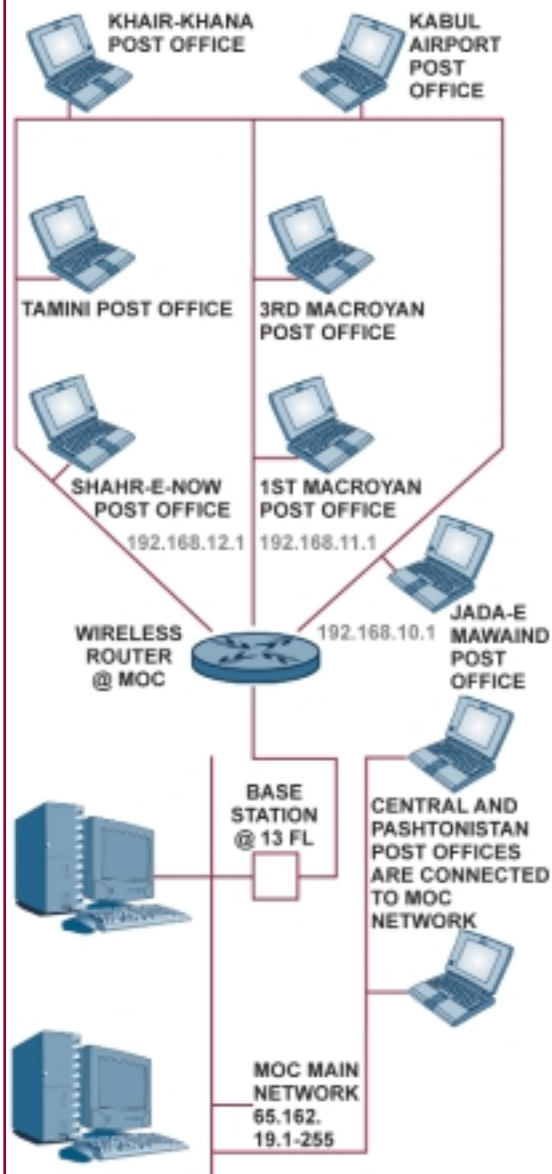 KHAIR-KHANA
POST OFFICE
KABUL
AIRPORT
POST
OFFICE
TAMINI POST OFFICE
3RD MACROYAN
POST OFFICE
SHAHR-E-NOW
POST OFFICE
1ST MACROYAN
POST OFFICE
192.168.12.1
192.168.11.1
192.168.10.1
JADA-E
MAWAIND
POST
OFFICE
WIRELESS
ROUTER
@ MOC
BASE
STATION
@ 13 FL
CENTRAL AND
PASHTONISTAN
POST OFFICES
ARE CONNECTED
TO MOC
NETWORK
MOC MAIN
NETWORK
65.162.
19.1-255